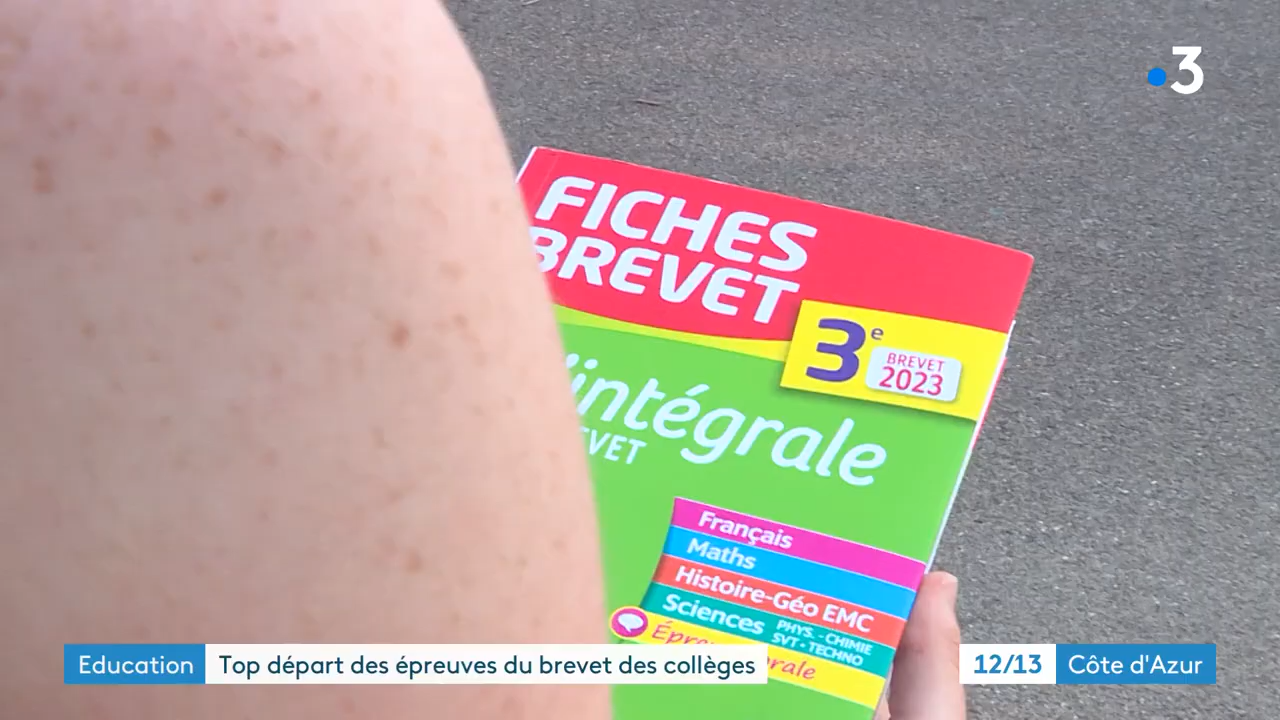 3
FICHES
BREVET
3e
BREVET
2023
l'intégrale
Français
Maths
Histoire-Géo EMC
Sciences PHYS. - CHIMIE
SVT - TECHNO
Education Top départ des épreuves du brevet des collèges 12/13 Côte d'Azur